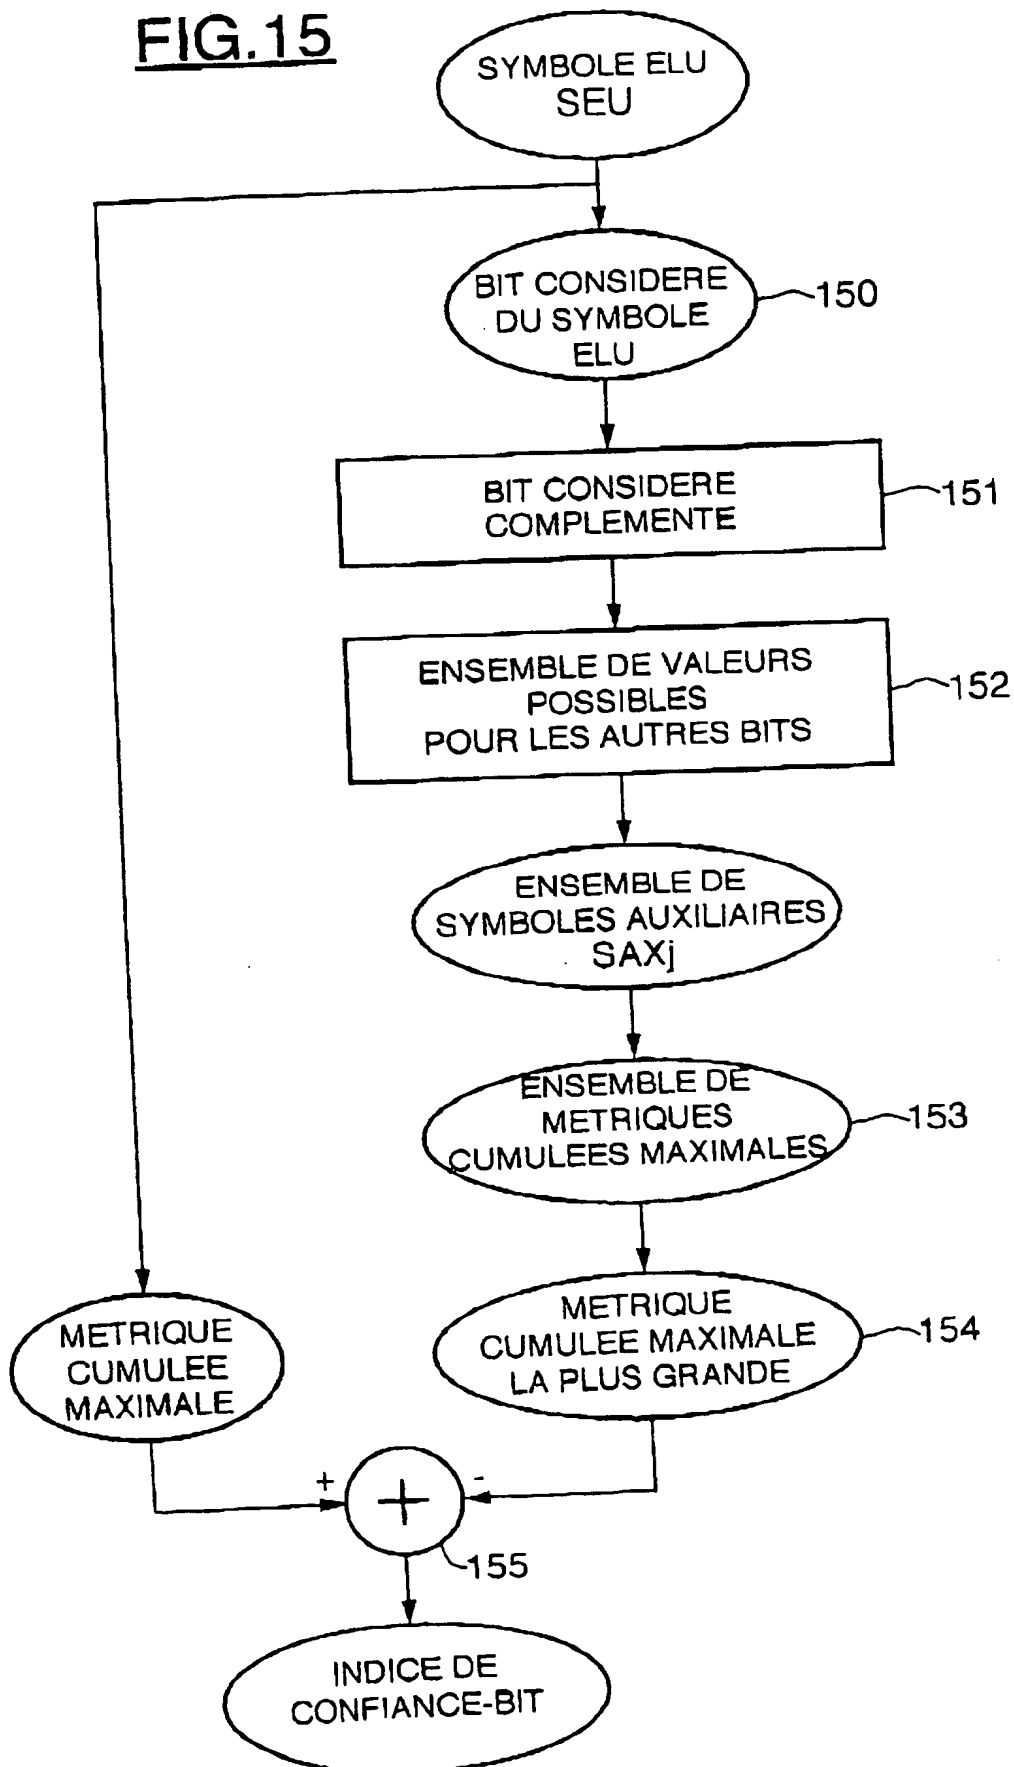 FIG.15
SYMBOLE ELU
SEU
BIT CONSIDERE
DU SYMBOLE
ELU
150
BIT CONSIDERE
COMPLEMENTE
151
ENSEMBLE DE VALEURS
POSSIBLES
POUR LES AUTRES BITS
152
ENSEMBLE DE
SYMBOLES AUXILIAIRES
SAXj
ENSEMBLE DE
METRIQUES
CUMULEES MAXIMALES
153
METRIQUE
CUMULEE MAXIMALE
LA PLUS GRANDE
154
METRIQUE
CUMULEE
MAXIMALE
+
-
+
155
INDICE DE
CONFIANCE-BIT